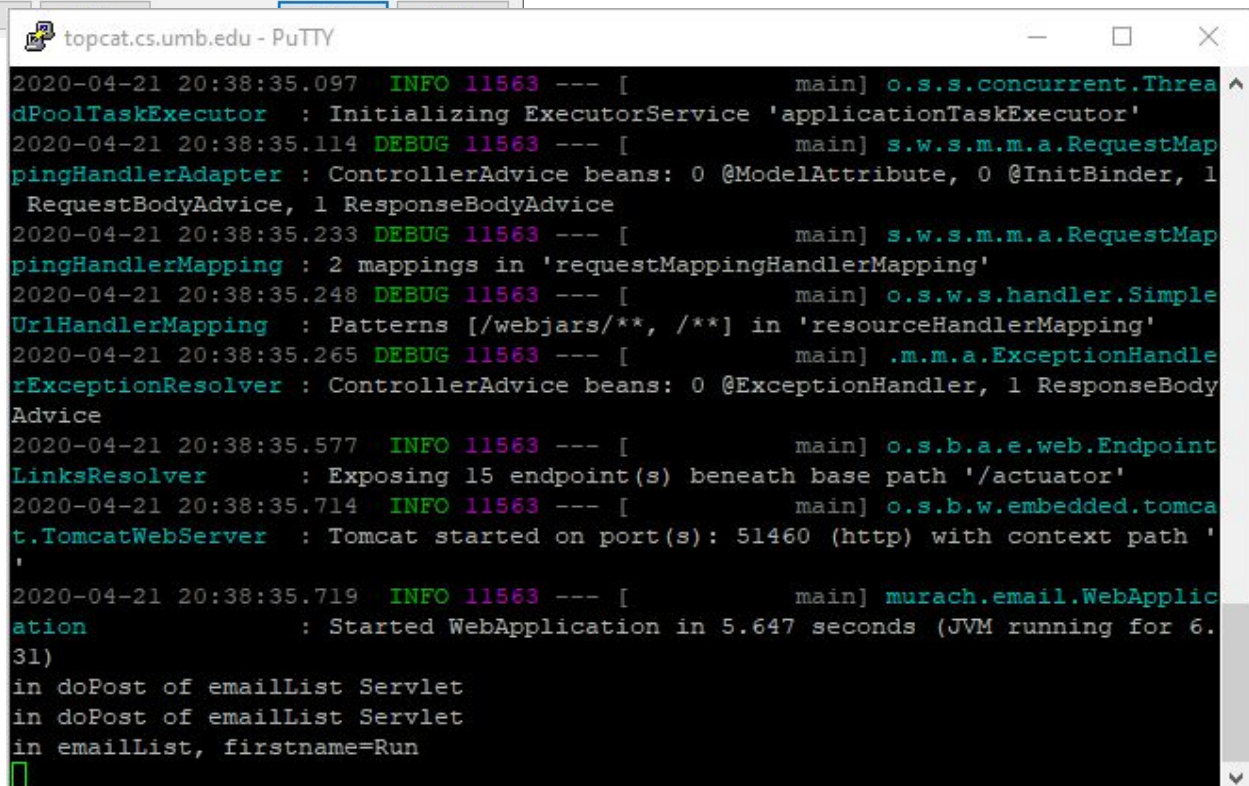 topcat.cs.umb.edu - PuTTY
2020-04-21 20:38:35.097  INFO 11563 --- [           main] o.s.s.concurrent.Threa
dPoolTaskExecutor  : Initializing ExecutorService 'applicationTaskExecutor'
2020-04-21 20:38:35.114 DEBUG 11563 --- [           main] s.w.s.m.m.a.RequestMap
pingHandlerAdapter : ControllerAdvice beans: 0 @ModelAttribute, 0 @InitBinder, 1
 RequestBodyAdvice, 1 ResponseBodyAdvice
2020-04-21 20:38:35.233 DEBUG 11563 --- [           main] s.w.s.m.m.a.RequestMap
pingHandlerMapping : 2 mappings in 'requestMappingHandlerMapping'
2020-04-21 20:38:35.248 DEBUG 11563 --- [           main] o.s.w.s.handler.Simple
UrlHandlerMapping  : Patterns [/webjars/**, /**] in 'resourceHandlerMapping'
2020-04-21 20:38:35.265 DEBUG 11563 --- [           main] .m.m.a.ExceptionHandle
rExceptionResolver : ControllerAdvice beans: 0 @ExceptionHandler, 1 ResponseBody
Advice
2020-04-21 20:38:35.577  INFO 11563 --- [           main] o.s.b.a.e.web.Endpoint
LinksResolver      : Exposing 15 endpoint(s) beneath base path '/actuator'
2020-04-21 20:38:35.714  INFO 11563 --- [           main] o.s.b.w.embedded.tomca
t.TomcatWebServer  : Tomcat started on port(s): 51460 (http) with context path '
'
2020-04-21 20:38:35.719  INFO 11563 --- [           main] murach.email.WebApplic
ation              : Started WebApplication in 5.647 seconds (JVM running for 6.
31)
in doPost of emailList Servlet
in doPost of emailList Servlet
in emailList, firstname=Run